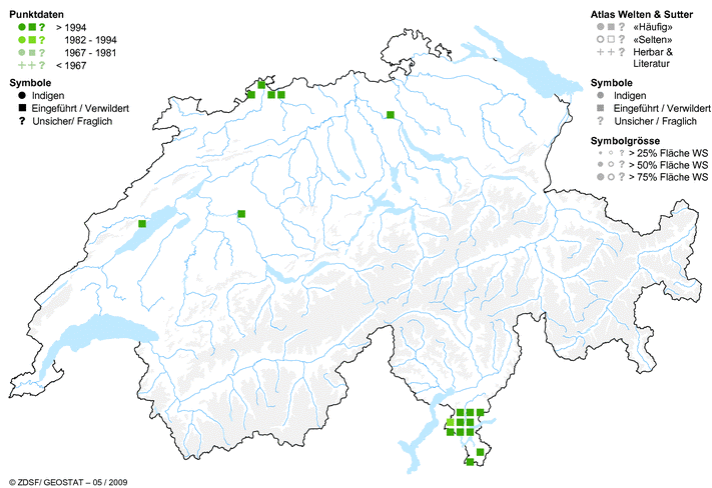 Punktdaten
? > 1994
? 1982 - 1994
? 1967 - 1981
++? < 1967
Symbole
Indigen
Eingeführt / Verwildert
? Unsicher/ Fraglich
Atlas Welten & Sutter
? «Häufig»
? «Selten»
++? Herbar &
Literatur
Symbole
Indigen
Eingeführt / Verwildert
? Unsicher/ Fraglich
Symbolgrösse
? > 25% Fläche WS
? > 50% Fläche WS
? > 75% Fläche WS
© ZDSF/ GEOSTAT – 05 / 2009